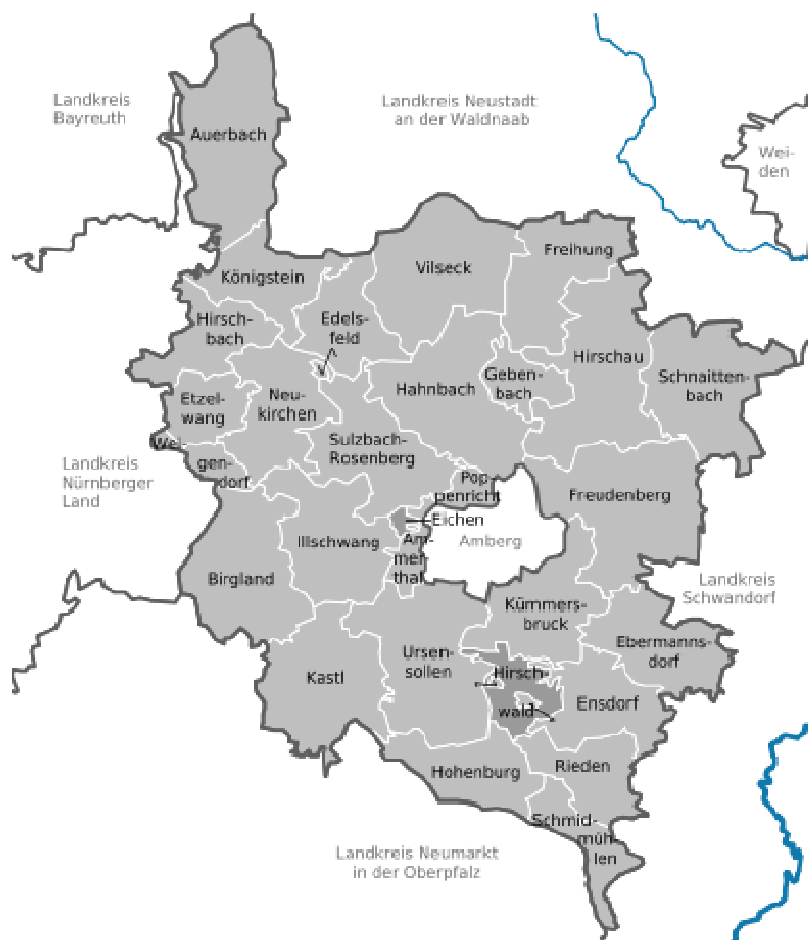 Landkreis
Bayreuth
Landkreis Neustadt
an der Waldnaab
Wei-
den
Auerbach
Freihung
Vilseck
Königstein
Hirsch-
bach
Edels-
feld
Hirschau
Geben-
bach
Schnaitten-
bach
Hahnbach
Etzel-
wang
Neu-
kirchen
Sulzbach-
Rosenberg
Wei-
gen-
dorf
Landkreis
Nürnberger
Land
Pop-
penricht
Freudenberg
Eichen
Illschwang
Am-
mer-
thal
Amberg
Birgland
Landkreis
Schwandorf
Kümmers-
bruck
Ebermanns-
dorf
Ursen-
sollen
Kastl
Hirsch-
wald
Ensdorf
Hohenburg
Rieden
Schmid-
müh-
len
Landkreis Neumarkt
in der Oberpfalz